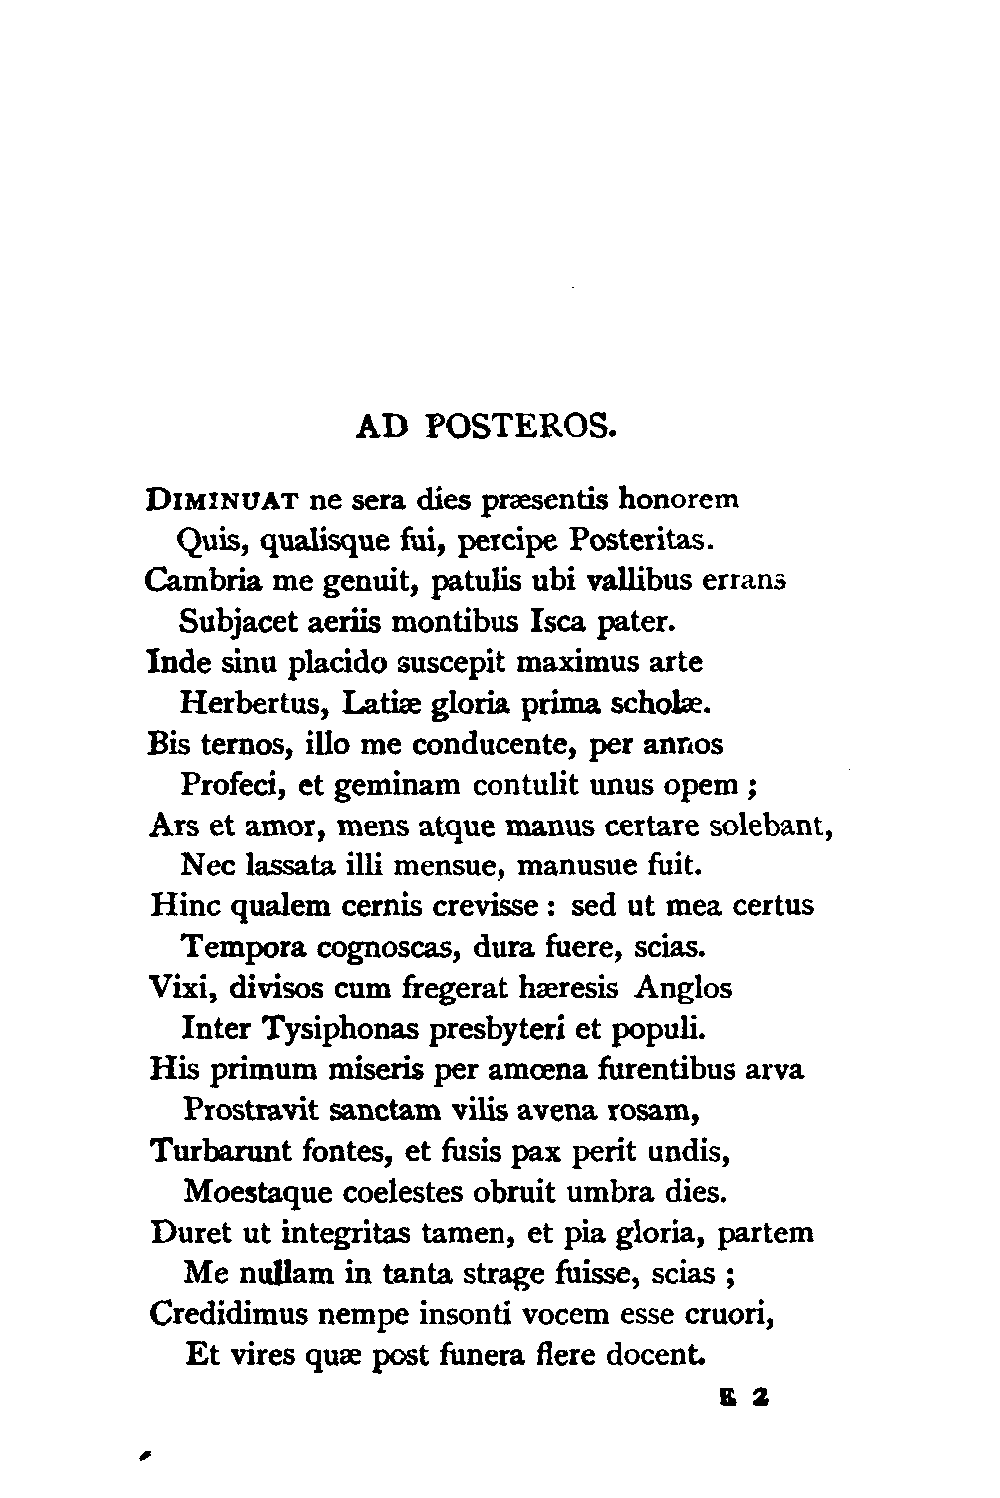 AD POSTEROS.
DIMINUAT ne sera dies præsentis honorem
Quis, qualisque fui, percipe Posteritas.
Cambria me genuit, patulis ubi vallibus errans
Subjacet aeriis montibus Isca pater.
Inde sinu placido suscepit maximus arte
Herbertus, Latiæ gloria prima scholæ.
Bis ternos, illo me conducente, per annos
Profeci, et geminam contulit unus opem ;
Ars et amor, mens atque manus certare solebant,
Nec lassata illi mensue, manusue fuit.
Hinc qualem cernis crevisse : sed ut mea certus
Tempora cognoscas, dura fuere, scias.
Vixi, divisos cum fregerat hæresis Anglos
Inter Tysiphonas presbyteri et populi.
His primum miseris per amœna furentibus arva
Prostravit sanctam vilis avena rosam,
Turbarunt fontes, et fusis pax perit undis,
Moestaque coelestes obruit umbra dies.
Duret ut integritas tamen, et pia gloria, partem
Me nullam in tanta strage fuisse, scias ;
Credidimus nempe insonti vocem esse cruori,
Et vires quæ post funera flere docent.
E 2